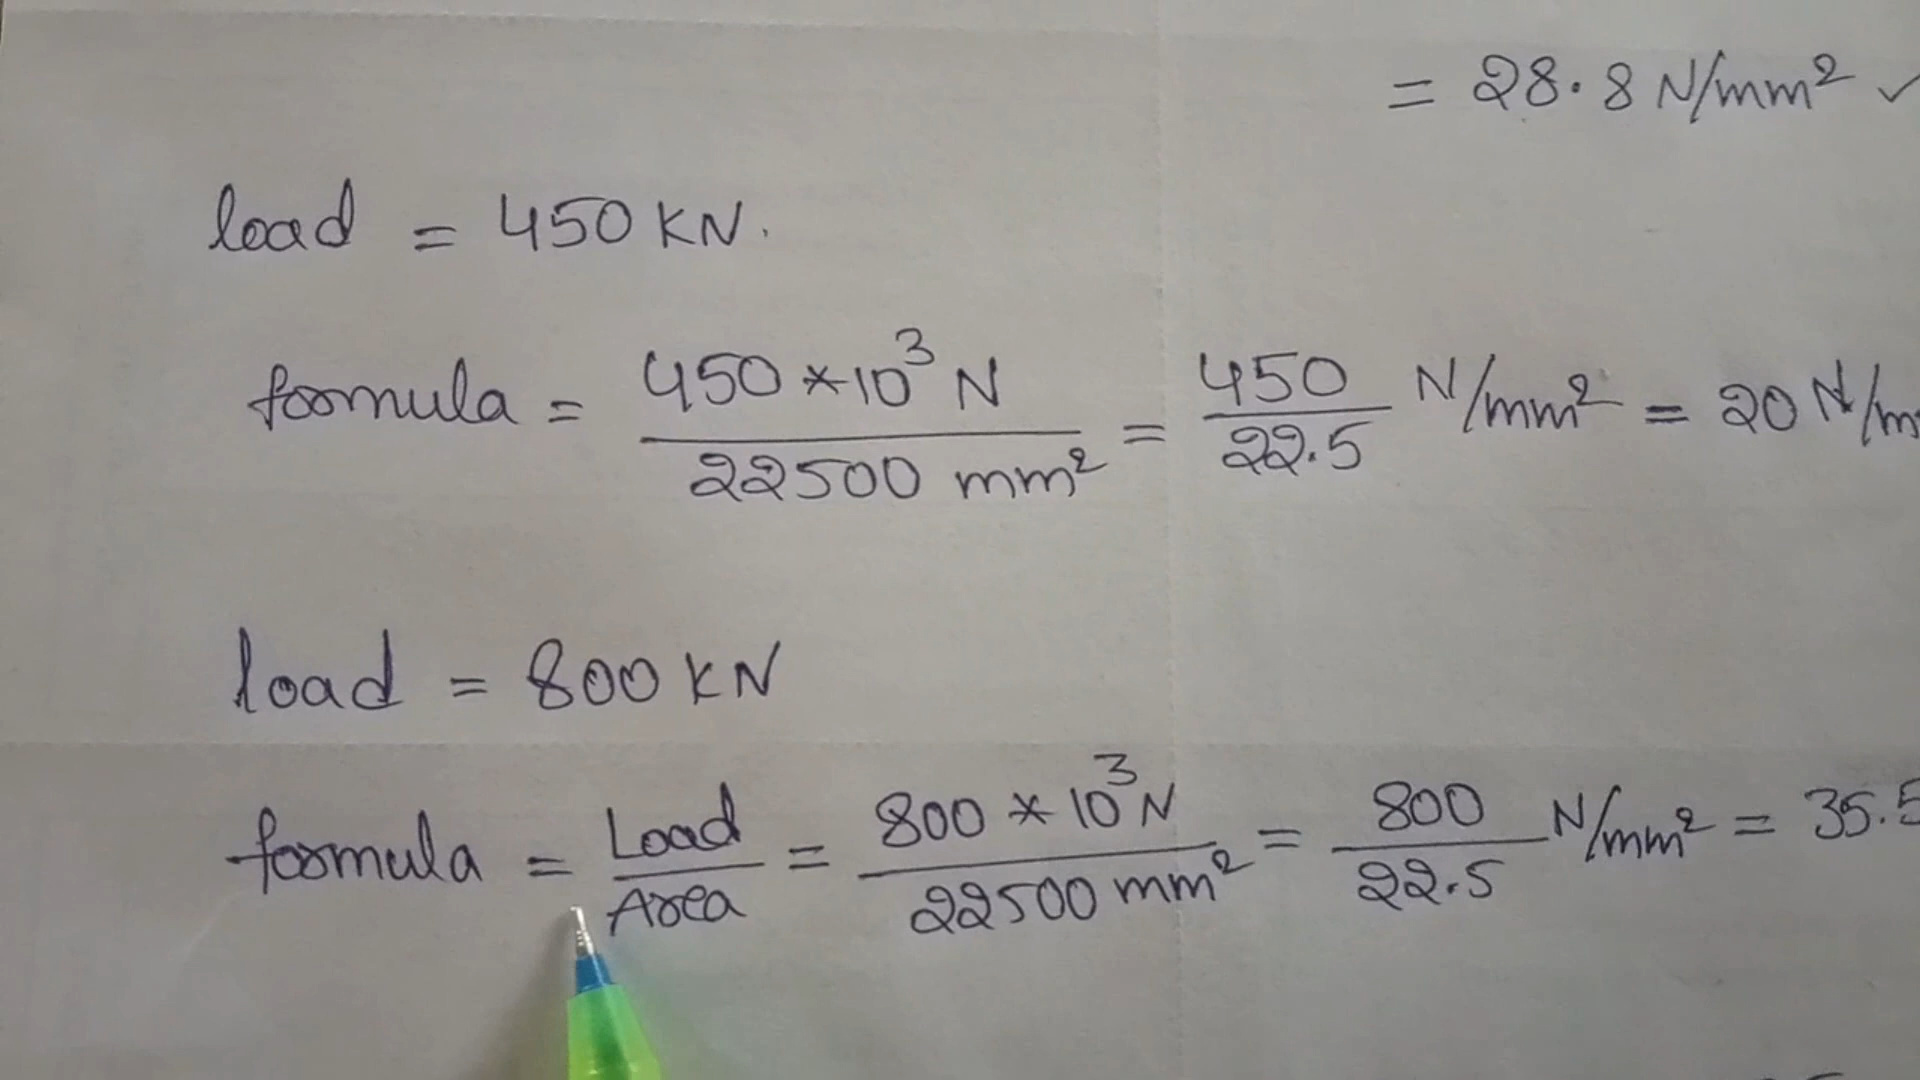 = 28.8 N/mm² ✓
load = 450 KN.
formula = 450 * 10³ N / 22500 mm² = 450 / 22.5 N/mm² = 20 N/m
load = 800 KN
formula = Load / Area = 800 * 10³ N / 22500 mm² = 800 / 22.5 N/mm² = 35.5